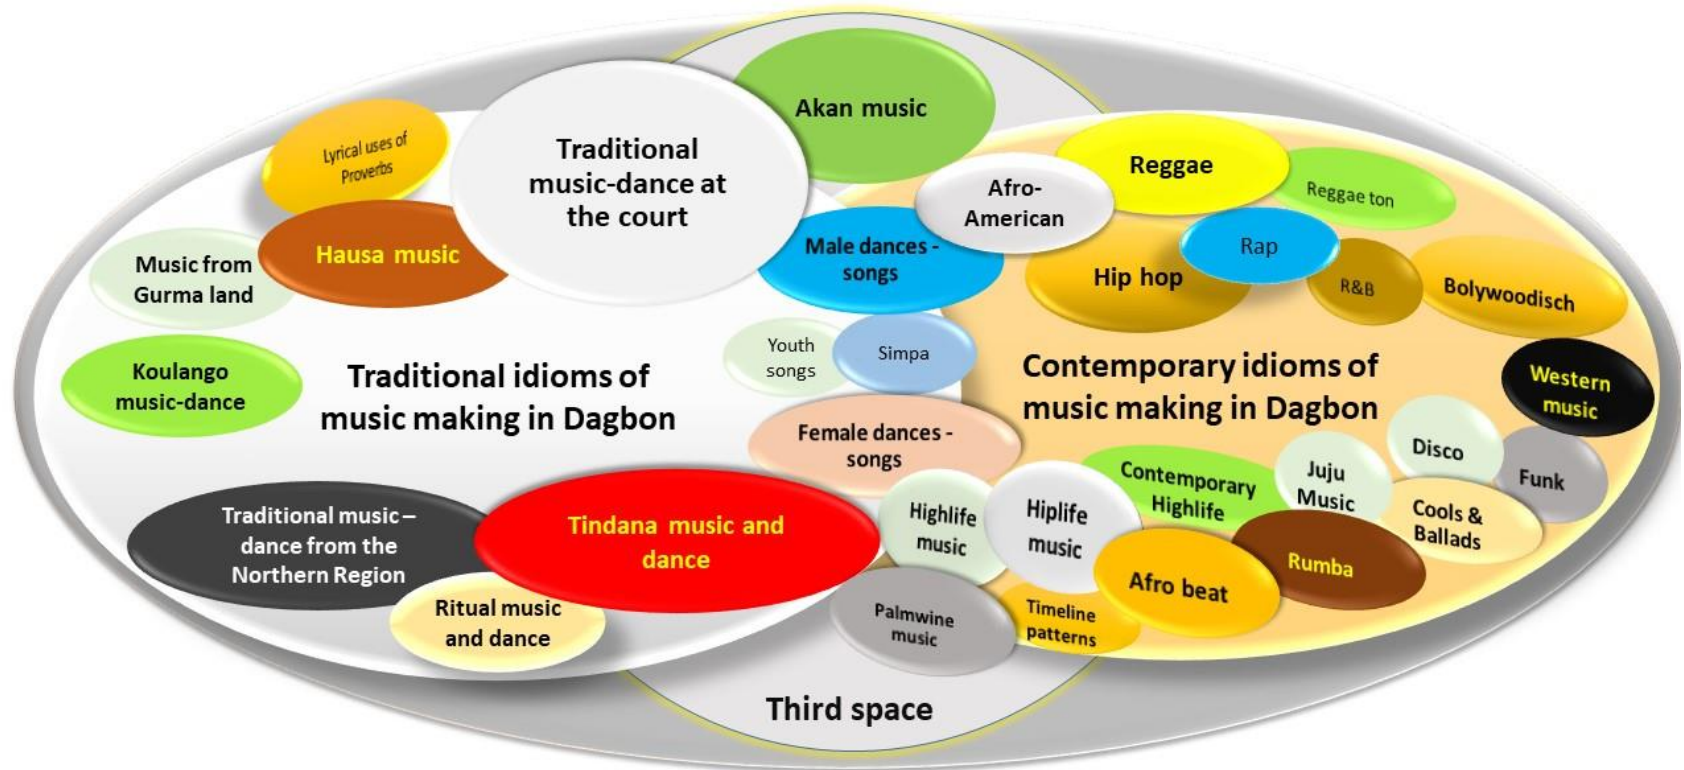 Akan music
Traditional
music-dance at
the court
Lyrical uses of
Proverbs
Hausa music
Music from
Gurma land
Koulango
music-dance
Traditional idioms of
music making in Dagbon
Traditional music –
dance from the
Northern Region
Ritual music
and dance
Tindana music and
dance
Male dances -
songs
Youth
songs
Simpa
Female dances -
songs
Afro-
American
Reggae
Reggae ton
Rap
Hip hop
R&B
Bolywoodisch
Contemporary idioms of
music making in Dagbon
Western
music
Disco
Funk
Juju
Music
Cools &
Ballads
Contemporary
Highlife
Highlife
music
Hiplife
music
Rumba
Afro beat
Timeline
patterns
Palmwine
music
Third space